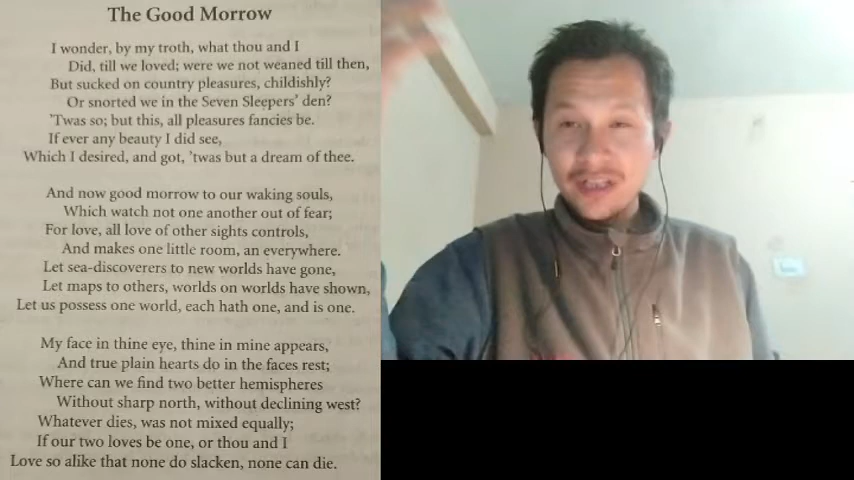 The Good Morrow
I wonder, by my troth, what thou and I
Did, till we loved; were we not weaned till then,
But sucked on country pleasures, childishly?
Or snorted we in the Seven Sleepers' den?
'Twas so; but this, all pleasures fancies be.
If ever any beauty I did see,
Which I desired, and got, 'twas but a dream of thee.
And now good morrow to our waking souls,
Which watch not one another out of fear;
For love, all love of other sights controls,
And makes one little room, an everywhere.
Let sea-discoverers to new worlds have gone,
Let maps to others, worlds on worlds have shown,
Let us possess one world, each hath one, and is one.
My face in thine eye, thine in mine appears,
And true plain hearts do in the faces rest;
Where can we find two better hemispheres
Without sharp north, without declining west?
Whatever dies, was not mixed equally;
If our two loves be one, or thou and I
Love so alike that none do slacken, none can die.